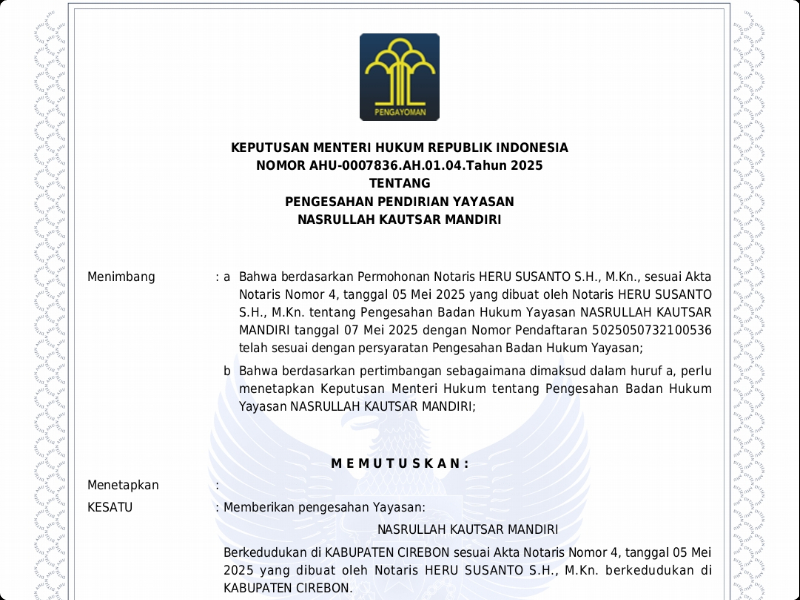 PENGAYOMAN
KEPUTUSAN MENTERI HUKUM REPUBLIK INDONESIA
NOMOR AHU-0007836.AH.01.04.Tahun 2025
TENTANG
PENGESAHAN PENDIRIAN YAYASAN
NASRULLAH KAUTSAR MANDIRI
Menimbang : a Bahwa berdasarkan Permohonan Notaris HERU SUSANTO S.H., M.Kn., sesuai Akta
Notaris Nomor 4, tanggal 05 Mei 2025 yang dibuat oleh Notaris HERU SUSANTO
S.H., M.Kn. tentang Pengesahan Badan Hukum Yayasan NASRULLAH KAUTSAR
MANDIRI tanggal 07 Mei 2025 dengan Nomor Pendaftaran 5025050732100536
telah sesuai dengan persyaratan Pengesahan Badan Hukum Yayasan;
b Bahwa berdasarkan pertimbangan sebagaimana dimaksud dalam huruf a, perlu
menetapkan Keputusan Menteri Hukum tentang Pengesahan Badan Hukum
Yayasan NASRULLAH KAUTSAR MANDIRI;
M E M U T U S K A N :
Menetapkan :
KESATU : Memberikan pengesahan Yayasan:
NASRULLAH KAUTSAR MANDIRI
Berkedudukan di KABUPATEN CIREBON sesuai Akta Notaris Nomor 4, tanggal 05 Mei
2025 yang dibuat oleh Notaris HERU SUSANTO S.H., M.Kn. berkedudukan di
KABUPATEN CIREBON.